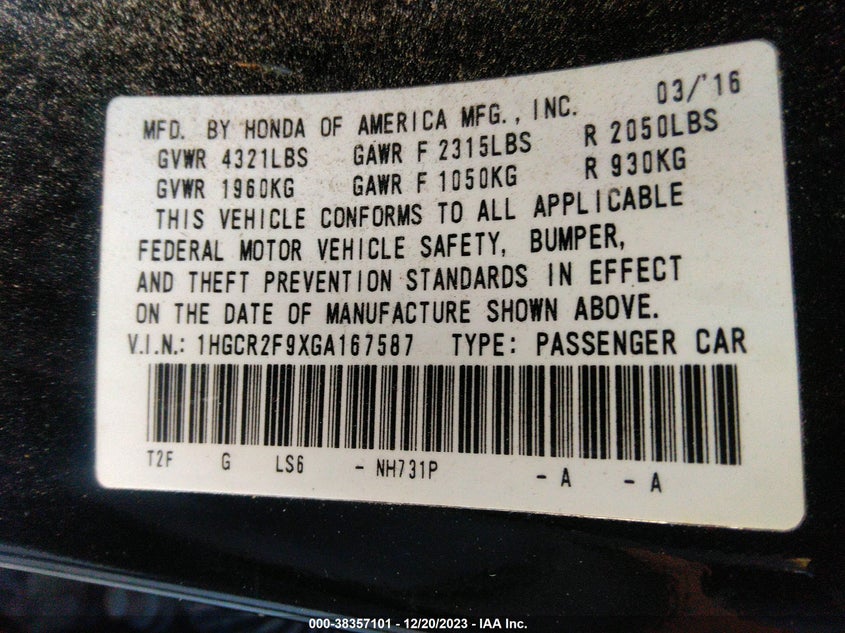 03/'16
MFD. BY HONDA OF AMERICA MFG., INC.
GVWR 4321LBS GAWR F 2315LBS R 2050LBS
GVWR 1960KG GAWR F 1050KG R 930KG
THIS VEHICLE CONFORMS TO ALL APPLICABLE
FEDERAL MOTOR VEHICLE SAFETY, BUMPER,
AND THEFT PREVENTION STANDARDS IN EFFECT
ON THE DATE OF MANUFACTURE SHOWN ABOVE.
V.I.N.: 1HGCR2F9XGA167587 TYPE: PASSENGER CAR
T2F G LS6 - NH731P - A - A
000-38357101 - 12/20/2023 - IAA Inc.